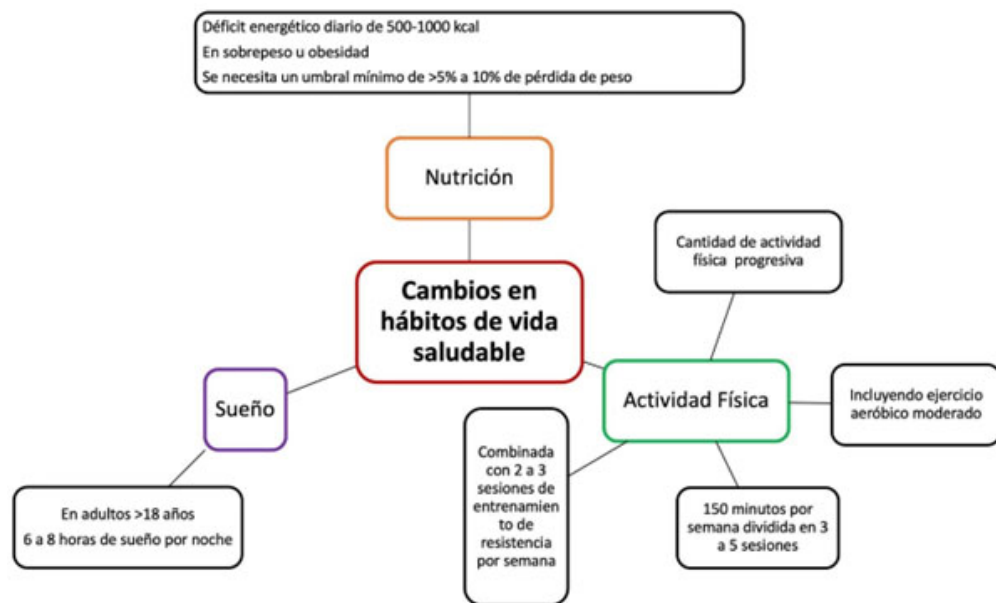 Déficit energético diario de 500-1000 kcal
En sobrepeso u obesidad
Se necesita un umbral mínimo de >5% a 10% de pérdida de peso
Nutrición
Cantidad de actividad
física progresiva
Cambios en
hábitos de vida
saludable
Sueño
Actividad Física
Incluyendo ejercicio
aeróbico moderado
Combinada
con 2 a 3
sesiones de
entrenamien
to de
resistencia
por semana
150 minutos por
semana dividida en 3
a 5 sesiones
En adultos >18 años
6 a 8 horas de sueño por noche